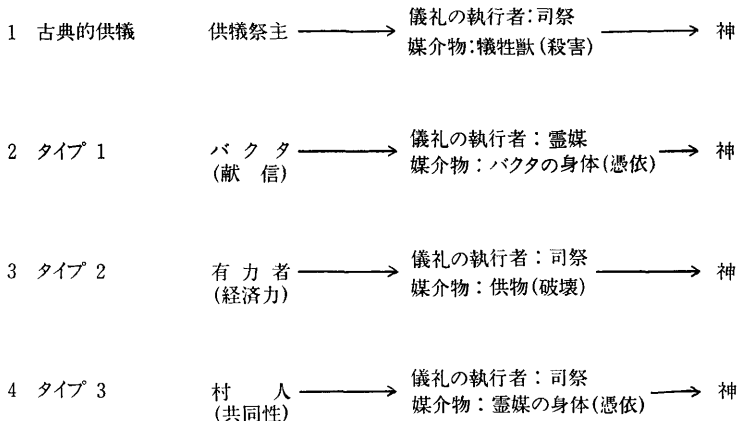 儀礼の執行者：司祭
1 古典的供犠 供犠祭主 → 神
媒介物：犠牲獣(殺害)
儀礼の執行者：霊媒
2 タイプ 1 バクタ → 神
(献信) 媒介物：バクタの身体(憑依)
儀礼の執行者：司祭
3 タイプ 2 有力者 → 神
(経済力) 媒介物：供物(破壊)
儀礼の執行者：司祭
4 タイプ 3 村人 → 神
(共同性) 媒介物：霊媒の身体(憑依)